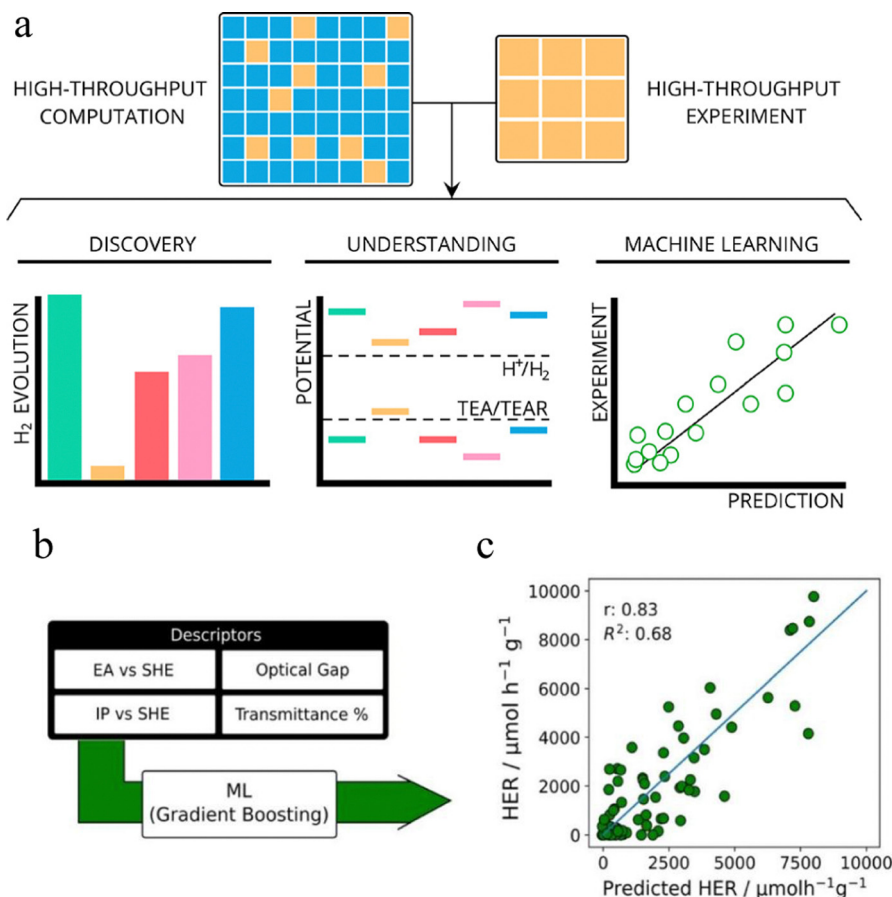 a
HIGH-THROUGHPUT
COMPUTATION
HIGH-THROUGHPUT
EXPERIMENT
DISCOVERY
UNDERSTANDING
MACHINE LEARNING
H₂ EVOLUTION
POTENTIAL
H⁺/H₂
TEA/TEAR
EXPERIMENT
PREDICTION
b
Descriptors
EA vs SHE
Optical Gap
IP vs SHE
Transmittance %
ML
(Gradient Boosting)
c
HER / μmol h⁻¹ g⁻¹
10000
8000
6000
4000
2000
0
r: 0.83
R²: 0.68
0
2500
5000
7500
10000
Predicted HER / μmolh⁻¹g⁻¹